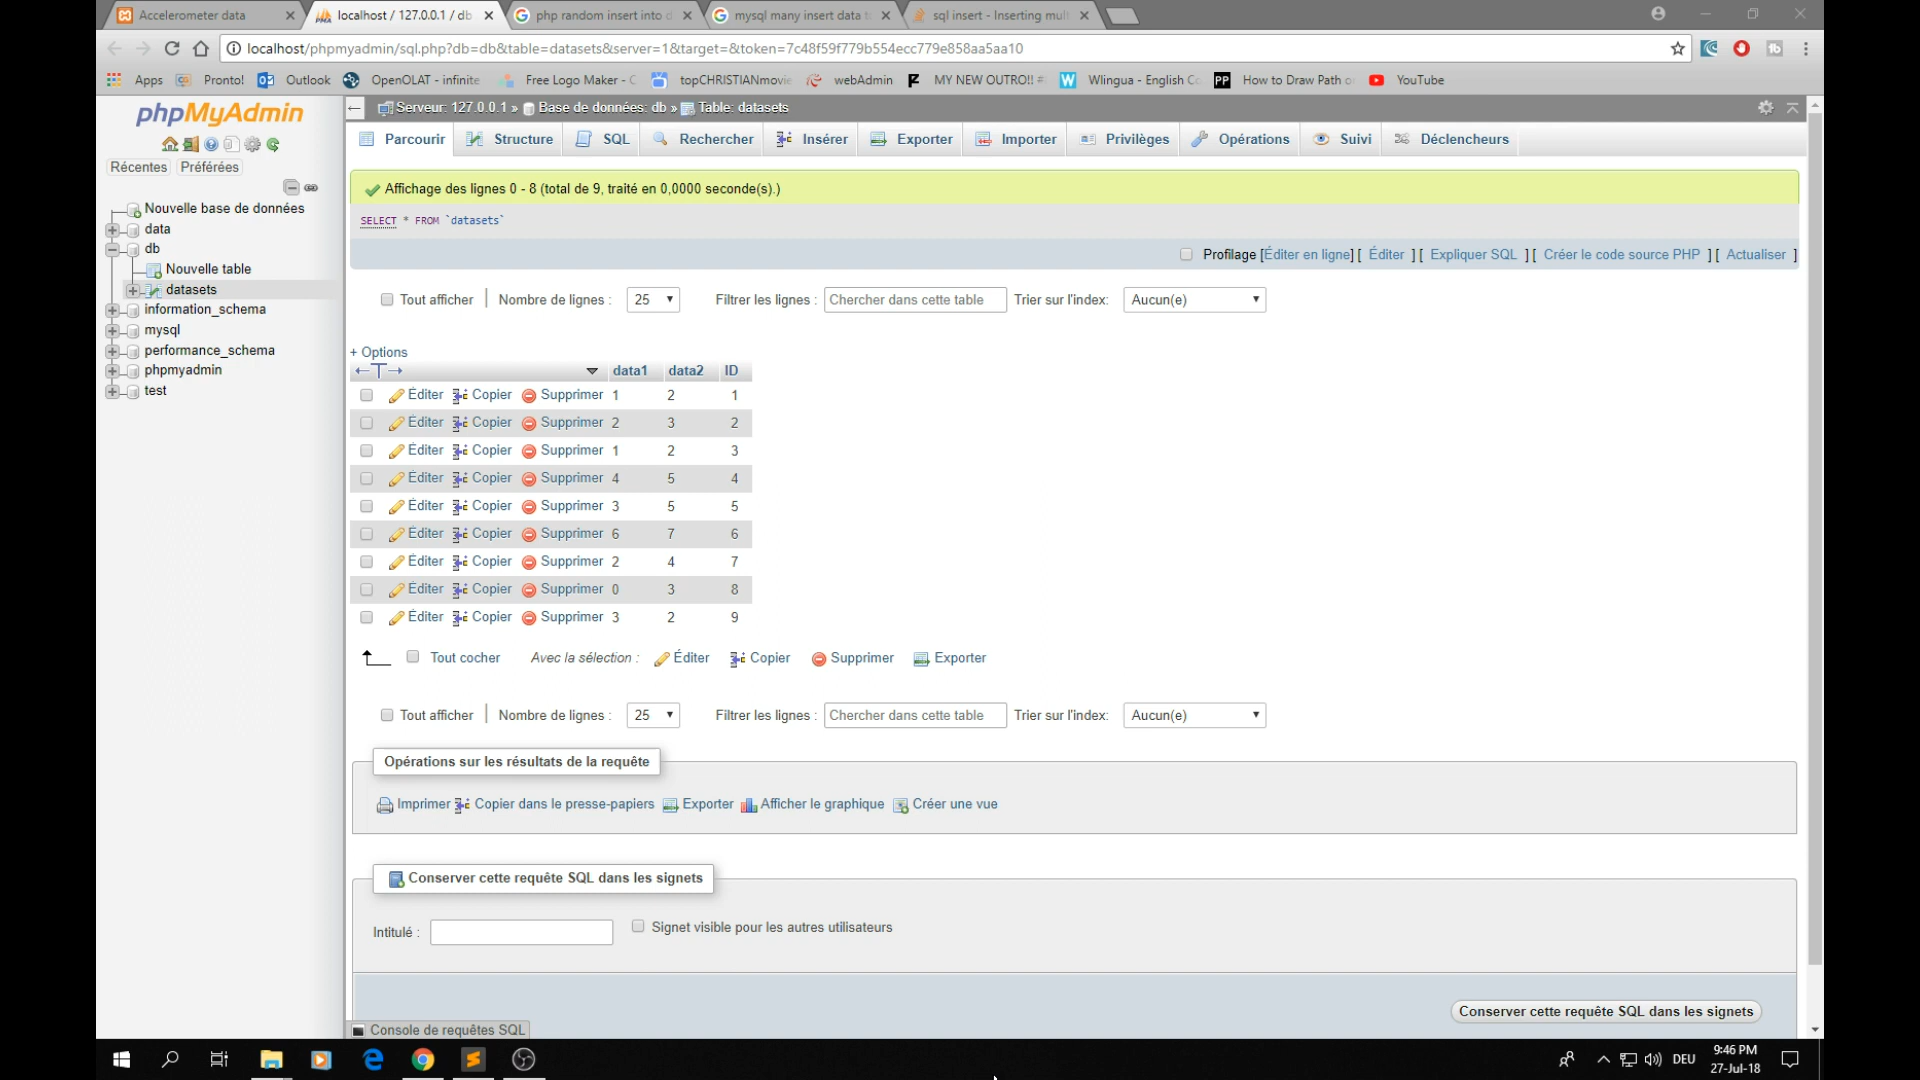 Accelerometer data
localhost / 127.0.0.1 / db
php random insert into d
mysql many insert data t
sql insert - Inserting mul
localhost/phpmyadmin/sql.php?db=db&table=datasets&server=1&target=&token=7c48f59f779b554ecc779e858aa5aa10
Apps Pronto! Outlook OpenOLAT - infinite Free Logo Maker - C topCHRISTIANmovie webAdmin MY NEW OUTRO!! Wlingua - English Co How to Draw Path o YouTube
phpMyAdmin
Récentes Préférées
Nouvelle base de données
data
db
Nouvelle table
datasets
information_schema
mysql
performance_schema
phpmyadmin
test
Serveur: 127.0.0.1 » Base de données: db » Table: datasets
Parcourir Structure SQL Rechercher Insérer Exporter Importer Privilèges Opérations Suivi Déclencheurs
Affichage des lignes 0 - 8 (total de 9, traité en 0,0000 seconde(s).)
SELECT * FROM `datasets`
Profilage [Éditer en ligne] [ Éditer ] [ Expliquer SQL ] [ Créer le code source PHP ] [ Actualiser ]
Tout afficher Nombre de lignes : 25 Filtrer les lignes : Chercher dans cette table Trier sur l'index: Aucun(e)
+ Options
←T→ data1 data2 ID
Éditer Copier Supprimer 1 2 1
Éditer Copier Supprimer 2 3 2
Éditer Copier Supprimer 1 2 3
Éditer Copier Supprimer 4 5 4
Éditer Copier Supprimer 3 5 5
Éditer Copier Supprimer 6 7 6
Éditer Copier Supprimer 2 4 7
Éditer Copier Supprimer 0 3 8
Éditer Copier Supprimer 3 2 9
Tout cocher Avec la sélection : Éditer Copier Supprimer Exporter
Tout afficher Nombre de lignes : 25 Filtrer les lignes : Chercher dans cette table Trier sur l'index: Aucun(e)
Opérations sur les résultats de la requête
Imprimer Copier dans le presse-papiers Exporter Afficher le graphique Créer une vue
Conserver cette requête SQL dans les signets
Intitulé : Signet visible pour les autres utilisateurs
Conserver cette requête SQL dans les signets
Console de requêtes SQL
DEU 9:46 PM
27-Jul-18